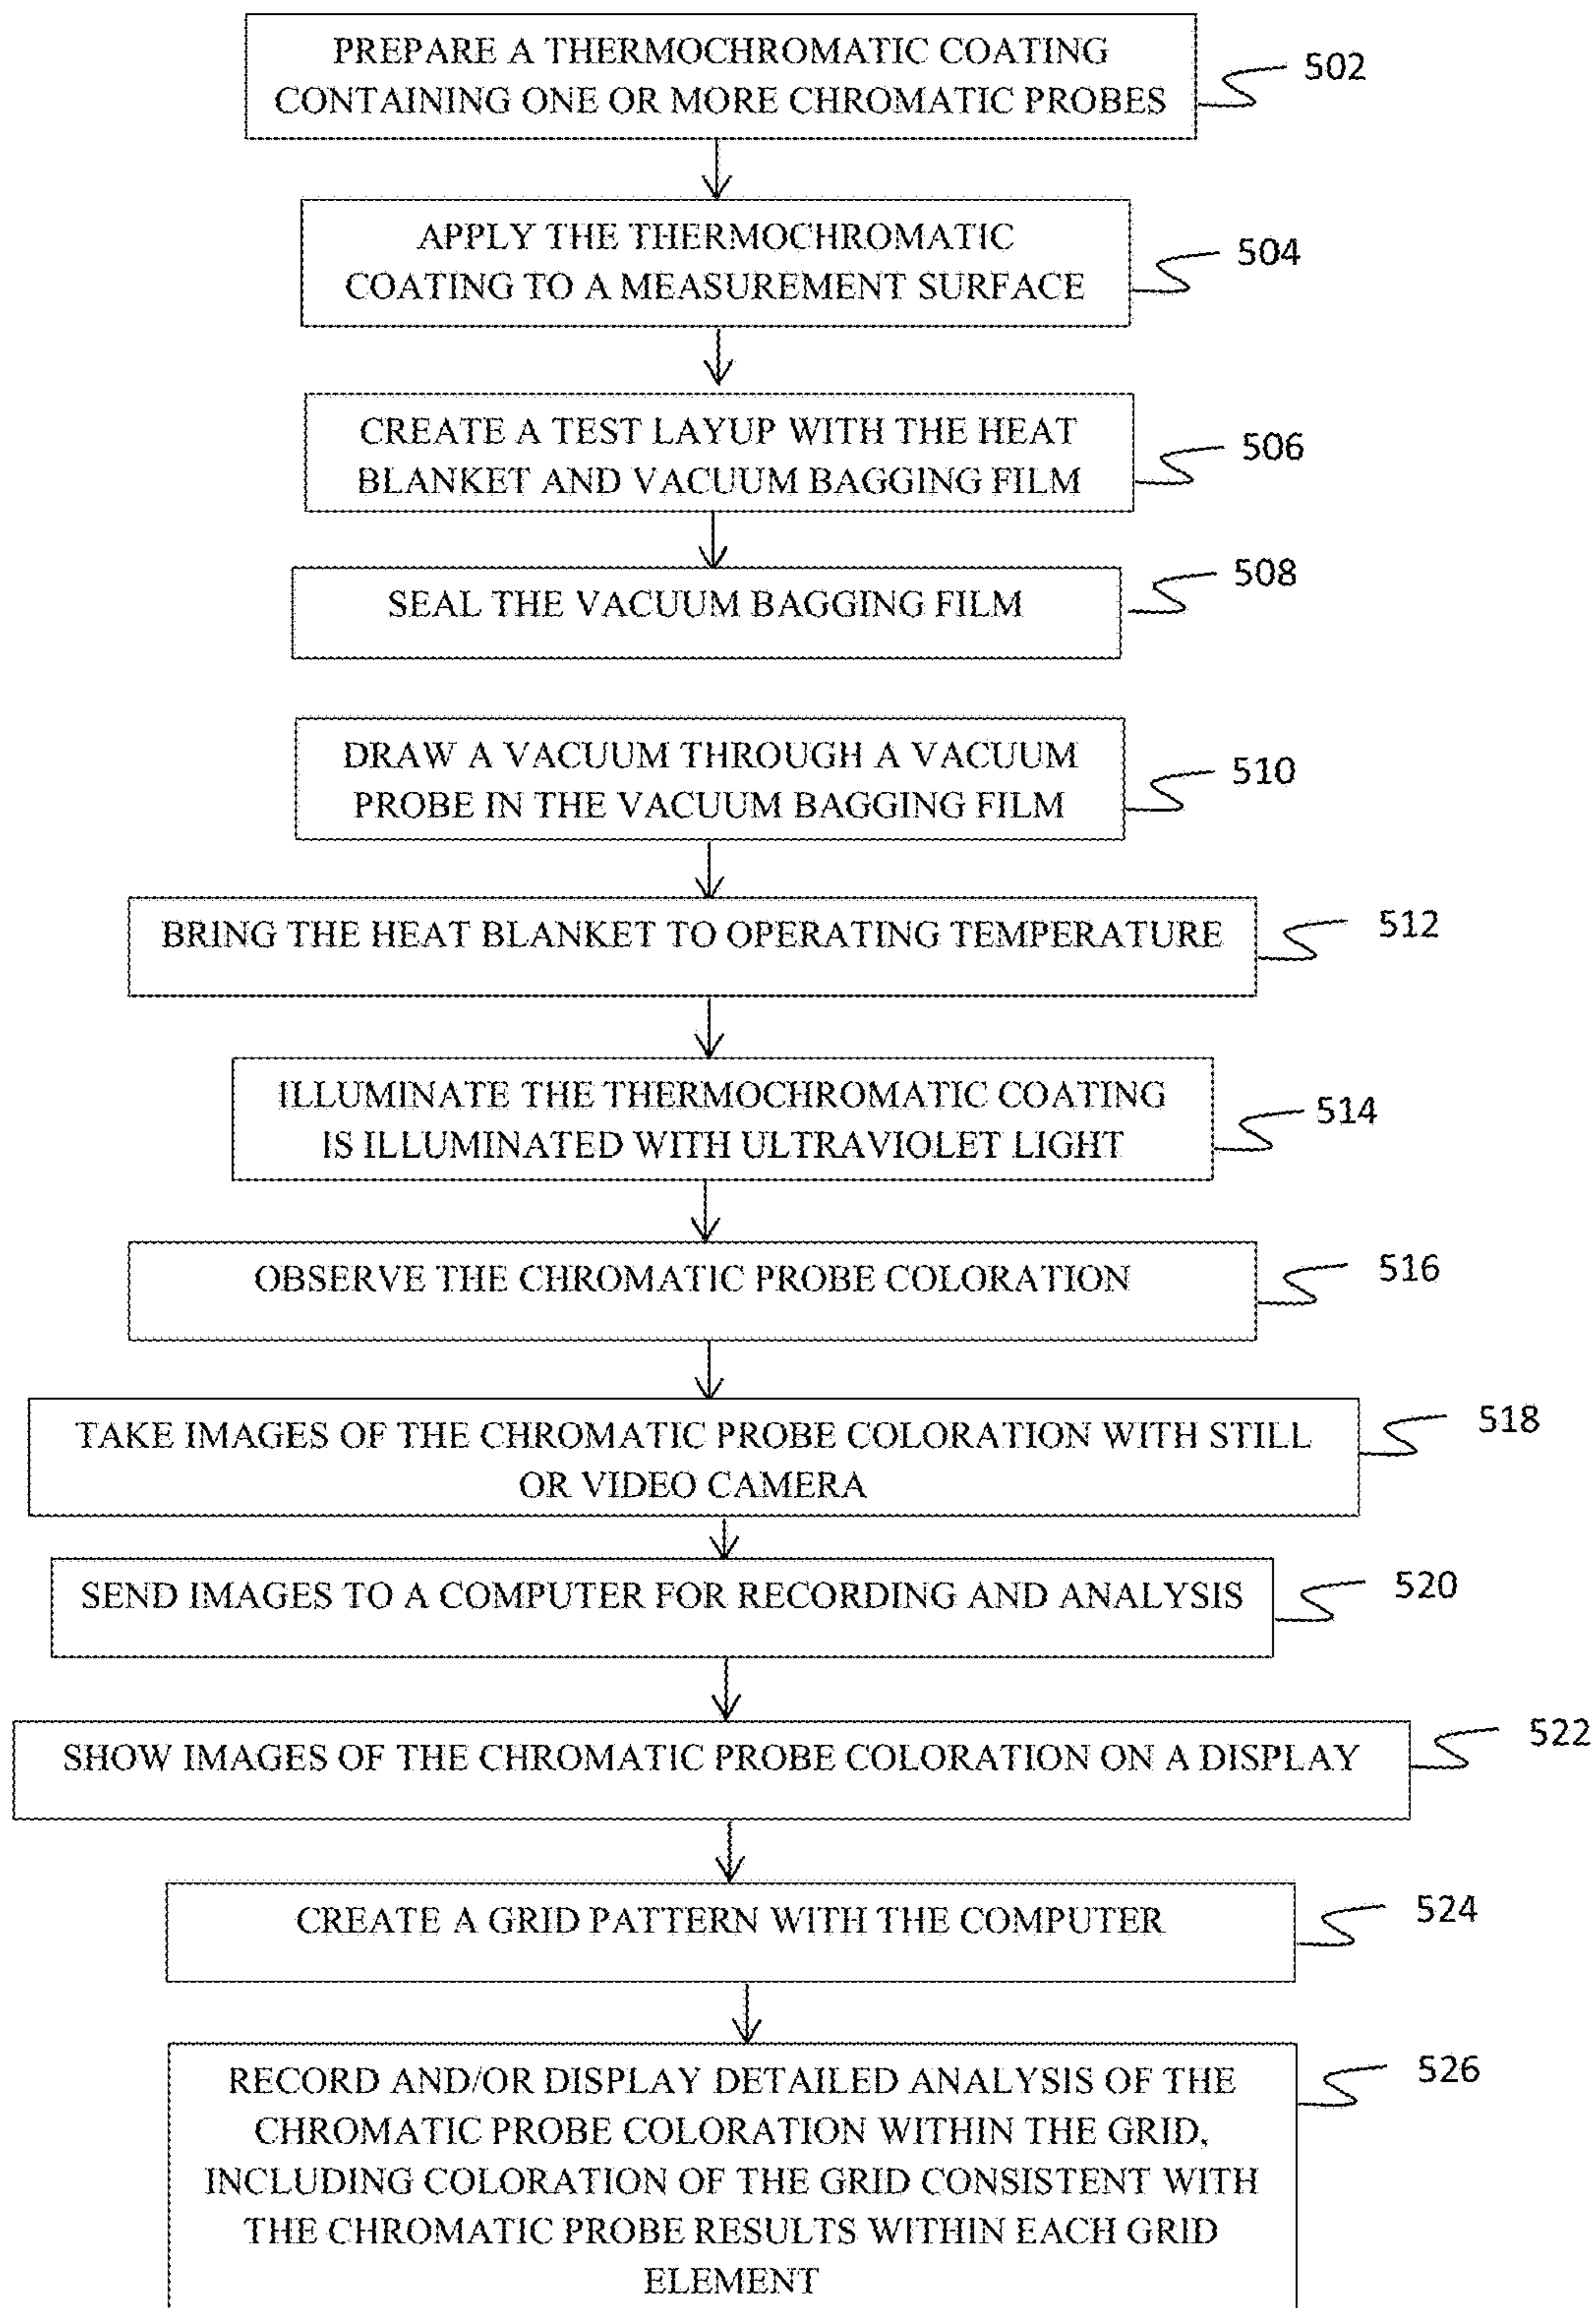 PREPARE A THERMOCHROMATIC COATING
CONTAINING ONE OR MORE CHROMATIC PROBES
502
APPLY THE THERMOCHROMATIC
COATING TO A MEASUREMENT SURFACE
504
CREATE A TEST LAYUP WITH THE HEAT
BLANKET AND VACUUM BAGGING FILM
506
SEAL THE VACUUM BAGGING FILM
508
DRAW A VACUUM THROUGH A VACUUM
PROBE IN THE VACUUM BAGGING FILM
510
BRING THE HEAT BLANKET TO OPERATING TEMPERATURE
512
ILLUMINATE THE THERMOCHROMATIC COATING
IS ILLUMINATED WITH ULTRAVIOLET LIGHT
514
OBSERVE THE CHROMATIC PROBE COLORATION
516
TAKE IMAGES OF THE CHROMATIC PROBE COLORATION WITH STILL
OR VIDEO CAMERA
518
SEND IMAGES TO A COMPUTER FOR RECORDING AND ANALYSIS
520
SHOW IMAGES OF THE CHROMATIC PROBE COLORATION ON A DISPLAY
522
CREATE A GRID PATTERN WITH THE COMPUTER
524
RECORD AND/OR DISPLAY DETAILED ANALYSIS OF THE
CHROMATIC PROBE COLORATION WITHIN THE GRID,
INCLUDING COLORATION OF THE GRID CONSISTENT WITH
THE CHROMATIC PROBE RESULTS WITHIN EACH GRID
ELEMENT
526